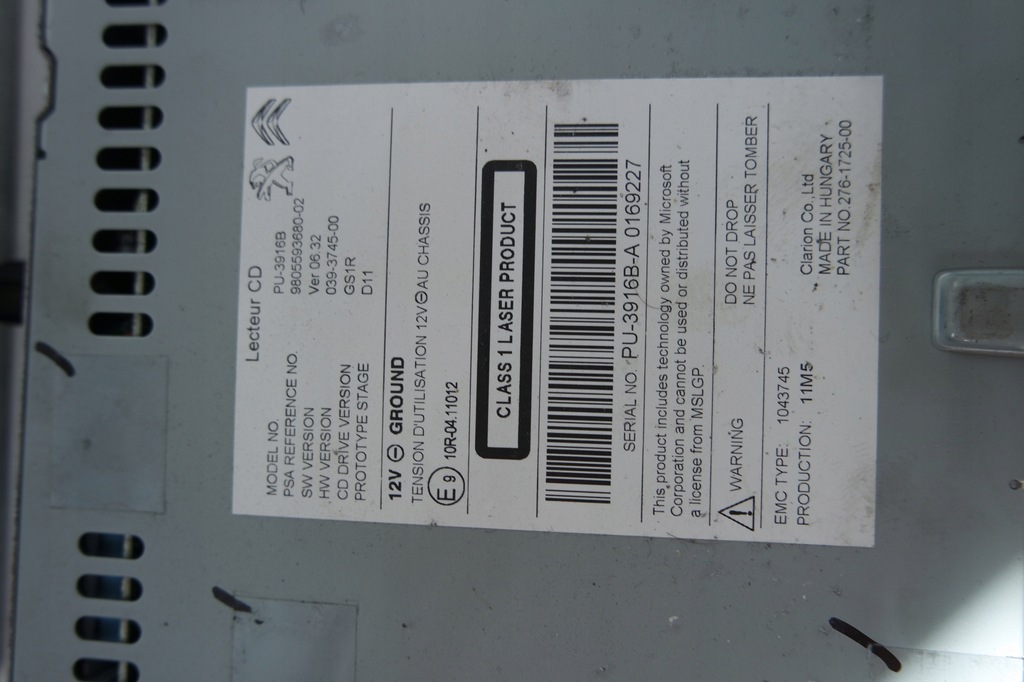 Lecteur CD
MODEL NO. PU-3916B
PSA REFERENCE NO. 9805593680-02
SW VERSION Ver 06.32
HW VERSION 039-3745-00
CD DRIVE VERSION GS1R
PROTOTYPE STAGE D11
12V ⊖ GROUND
TENSION D'UTILISATION 12V⊖AU CHASSIS
E9 10R-04.11012
CLASS 1 LASER PRODUCT
SERIAL NO. PU-3916B-A 0169227
This product includes technology owned by Microsoft
Corporation and cannot be used or distributed without
a license from MSLGP.
WARNING
DO NOT DROP
NE PAS LAISSER TOMBER
EMC TYPE: 1043745
PRODUCTION: 11M5
Clarion Co.,Ltd
MADE IN HUNGARY
PART NO.276-1725-00